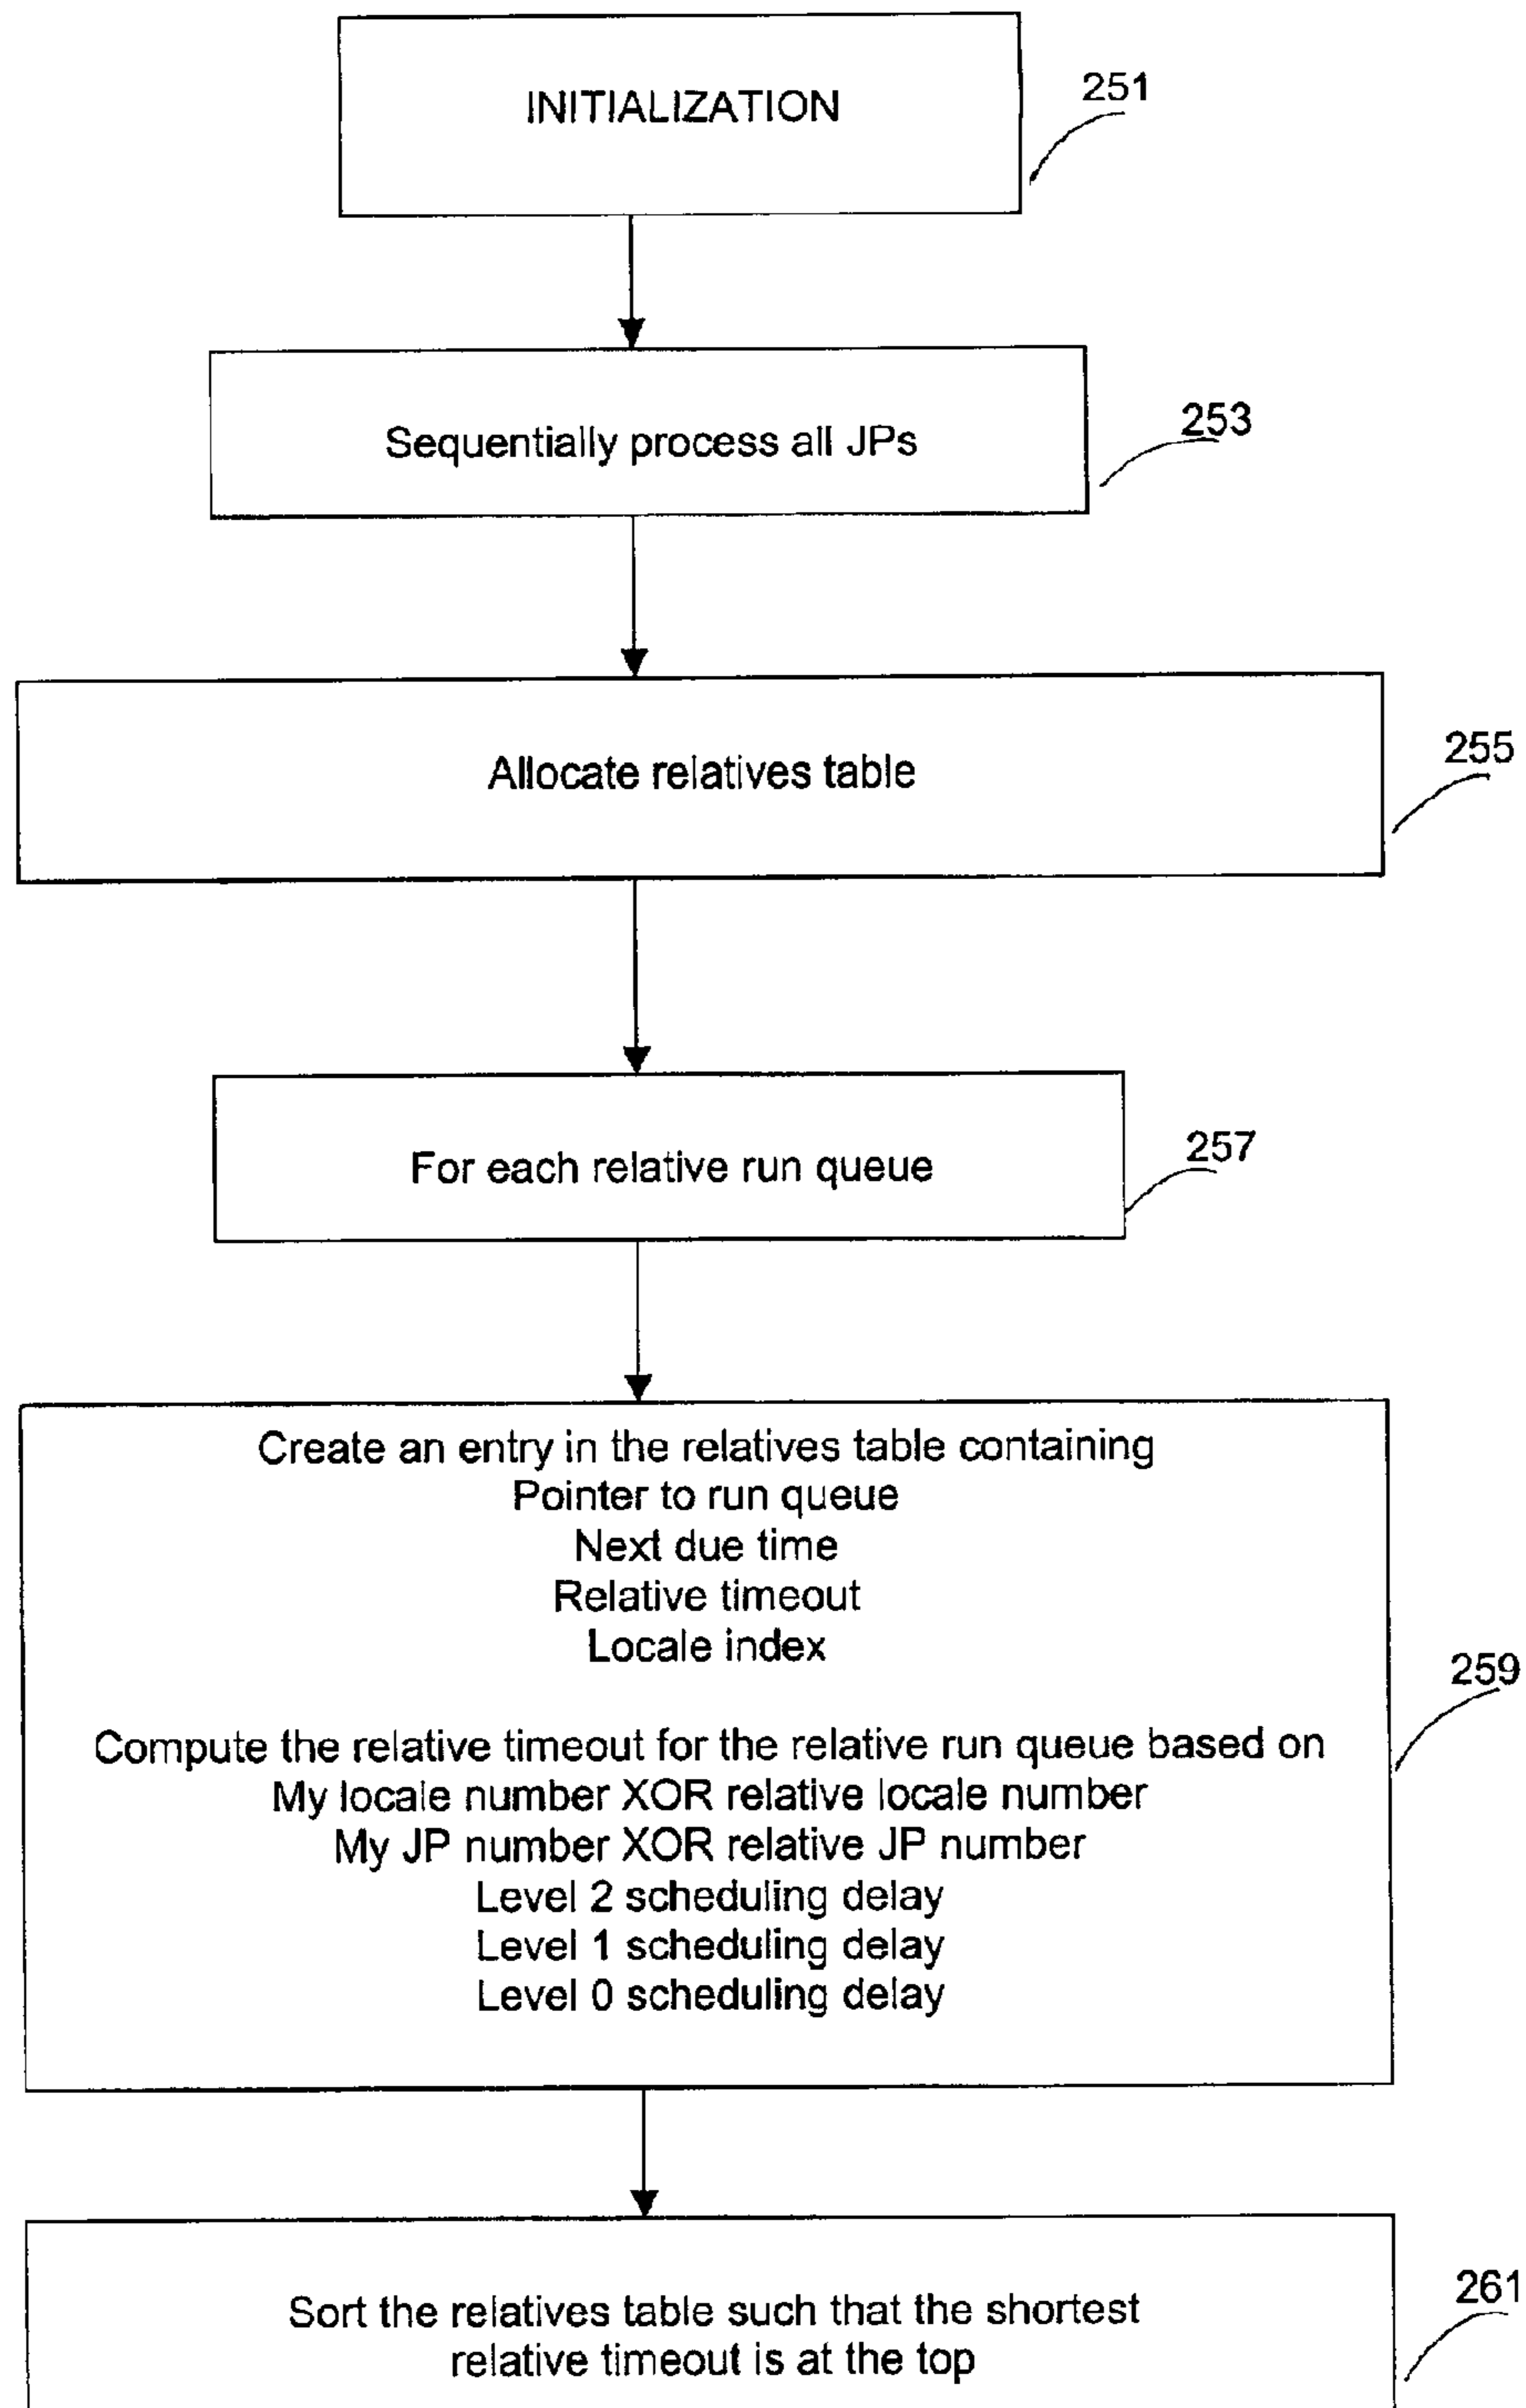 INITIALIZATION
251
Sequentially process all JPs
253
Allocate relatives table
255
For each relative run queue
257
Create an entry in the relatives table containing
Pointer to run queue
Next due time
Relative timeout
Locale index
259
Compute the relative timeout for the relative run queue based on
My locale number XOR relative locale number
My JP number XOR relative JP number
Level 2 scheduling delay
Level 1 scheduling delay
Level 0 scheduling delay
Sort the relatives table such that the shortest
relative timeout is at the top
261